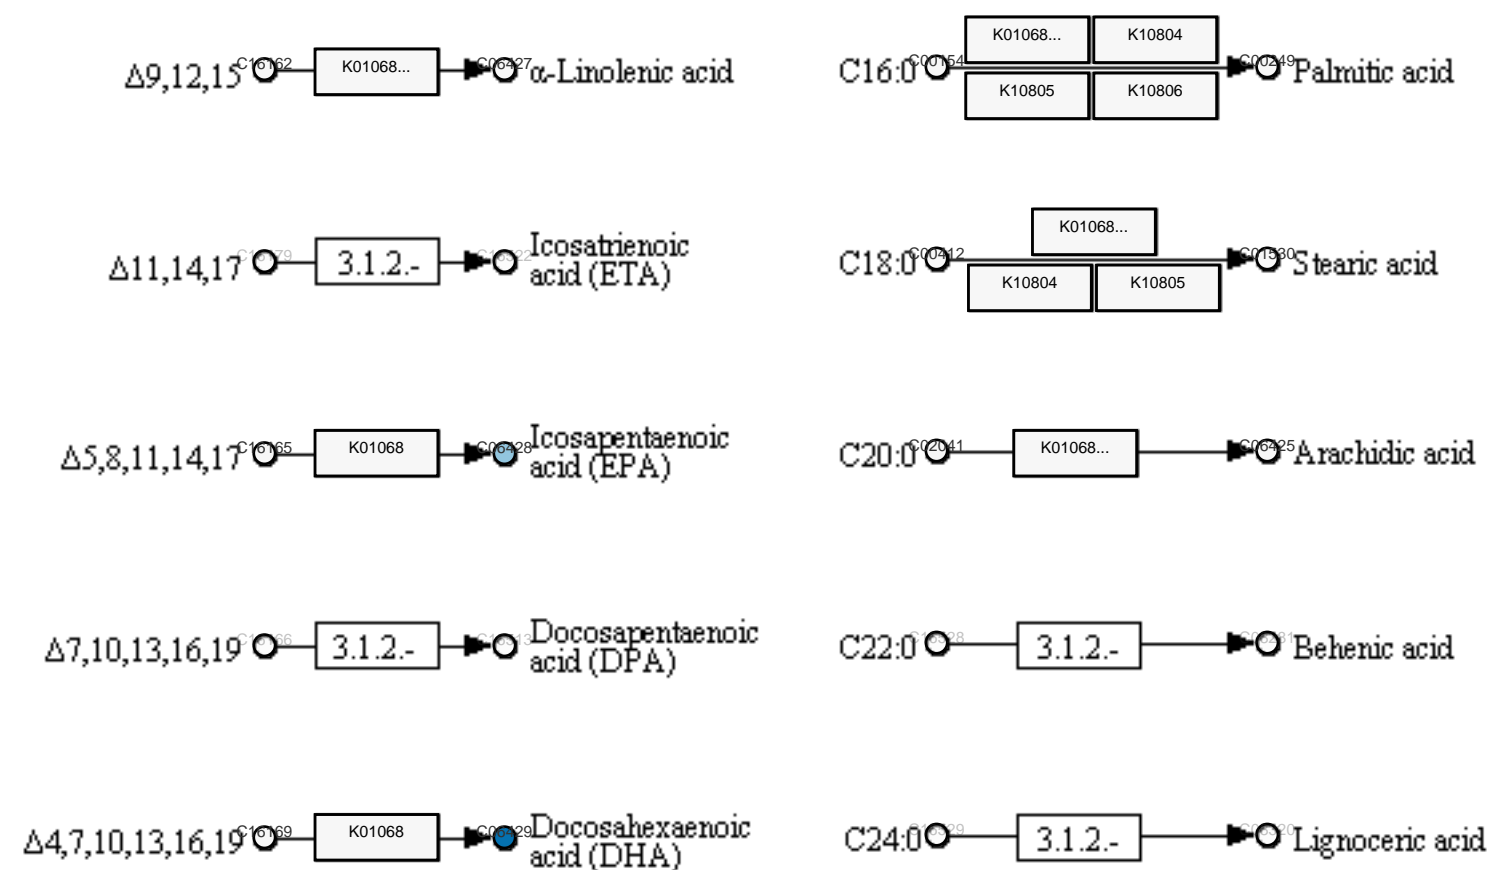 Δ9,12,15 C16162 K01068... C06427 α-Linolenic acid
K01068... K10804
C16:0 C00154 C00249 Palmitic acid
K10805 K10806
Δ11,14,17 3.1.2.- Icosatrienoic
acid (ETA)
K01068...
C18:0 C00412 C01530 Stearic acid
K10804 K10805
Δ5,8,11,14,17 C16165 K01068 C06428 Icosapentaenoic
acid (EPA)
C20:0 C02041 K01068... C06425 Arachidic acid
Δ7,10,13,16,19 3.1.2.- Docosapentaenoic
acid (DPA)
C22:0 3.1.2.- Behenic acid
Δ4,7,10,13,16,19 C16169 K01068 C06429 Docosahexaenoic
acid (DHA)
C24:0 3.1.2.- Lignoceric acid